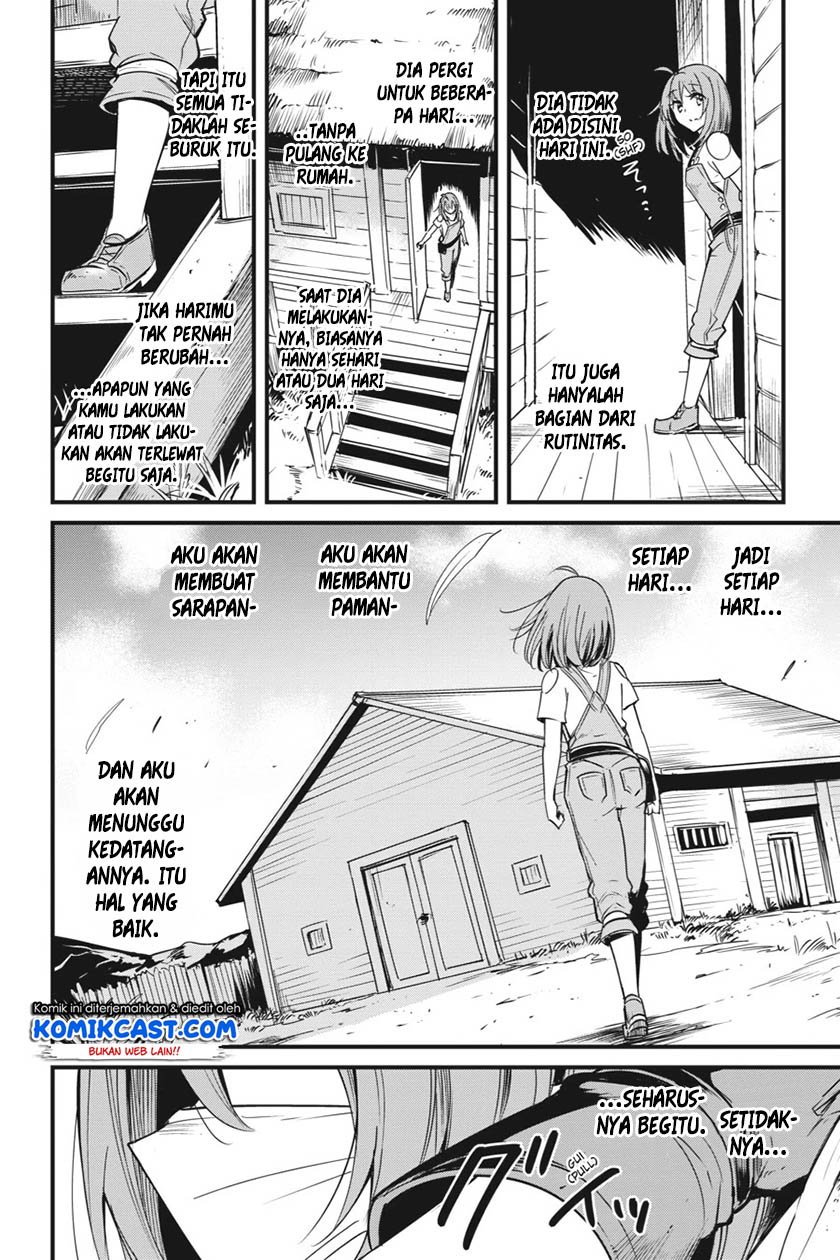 DIA TIDAK
ADA DISINI
HARI INI.
SO
(SHF)
そっ
ITU JUGA
HANYALAH
BAGIAN DARI
RUTINITAS.
DIA PERGI
UNTUK BEBER-
APA HARI...
..TANPA
PULANG KE
RUMAH.
SAAT DIA
MELAKUKAN-
NYA, BIASANYA
HANYA SEHARI
ATAU DUA HARI
SAJA...
TAPI ITU
SEMUA TI-
DAKLAH SE-
BURUK ITU.
JIKA HARIMU
TAK PERNAH
BERUBAH...
...APAPUN YANG
KAMU LAKUKAN
ATAU TIDAK LAKU-
KAN AKAN TERLEWAT
BEGITU SAJA.
JADI
SETIAP
HARI...
SETIAP
HARI...
AKU AKAN
MEMBANTU
PAMAN-
AKU AKAN
MEMBUAT
SARAPAN-
DAN AKU
AKAN
MENUNGGU
KEDATANG-
ANNYA. ITU
HAL YANG
BAIK.
Komik ini diterjemahkan & diedit oleh
KOMIKCAST.COM
BUKAN WEB LAIN!!
SETIDAK-
NYA...
...SEHARUS-
NYA BEGITU.
GUI
(PULL)
グイ